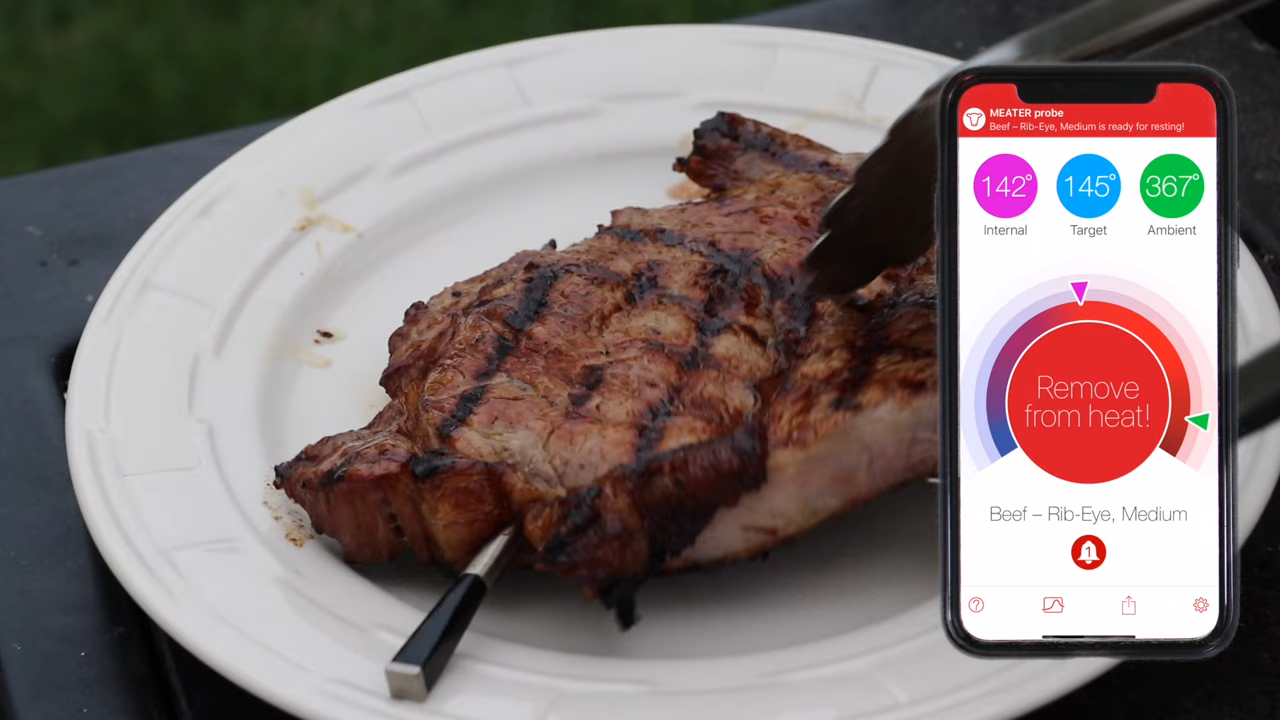 MEATER probe
Beef – Rib-Eye, Medium is ready for resting!
142° 145° 367°
Internal Target Ambient
Remove
from heat!
Beef – Rib-Eye, Medium
1
?